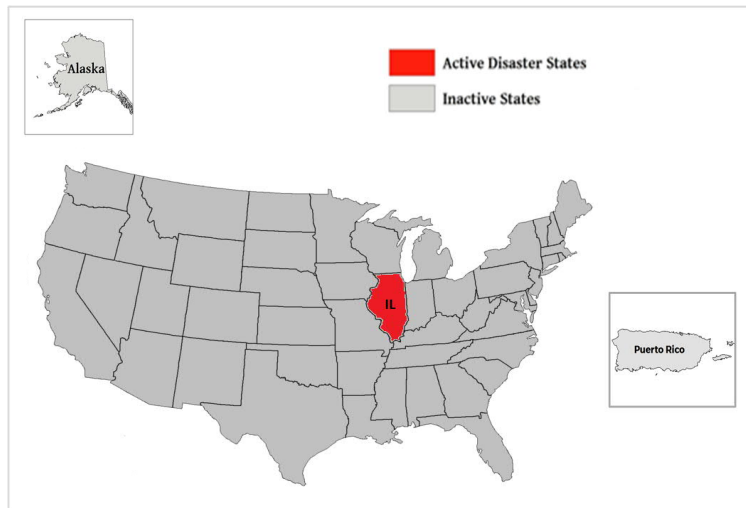 Alaska
Active Disaster States
Inactive States
IL
Puerto Rico